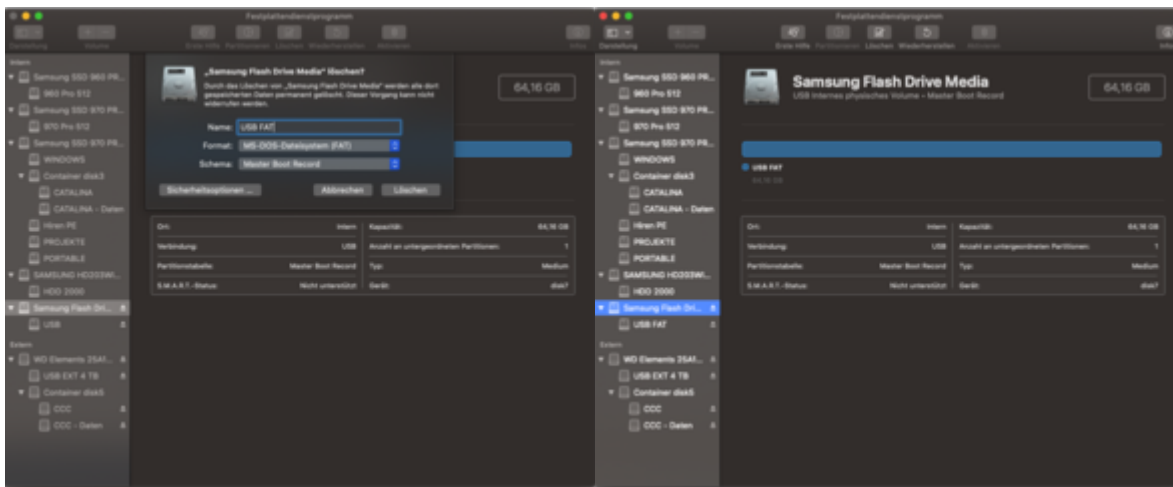 Festplattendienstprogramm
Darstellung
Volume
Erste Hilfe
Partitionieren
Löschen
Wiederherstellen
Aktivieren
Infos
Intern
Samsung SSD 960 PR...
960 Pro 512
Samsung SSD 970 PR...
970 Pro 512
Samsung SSD 970 PR...
WINDOWS
Container disk3
CATALINA
CATALINA - Daten
Hiren PE
PROJEKTE
PORTABLE
SAMSUNG HD203WI...
HDD 2000
Samsung Flash Dri...
USB
Extern
WD Elements 25A1...
USB EXT 4 TB
Container disk5
CCC
CCC - Daten
„Samsung Flash Drive Media“ löschen?
Durch das Löschen von „Samsung Flash Drive Media“ werden alle dort
gespeicherten Daten permanent gelöscht. Dieser Vorgang kann nicht
widerrufen werden.
Name: USB FAT
Format: MS-DOS-Dateisystem (FAT)
Schema: Master Boot Record
Sicherheitsoptionen ...
Abbrechen
Löschen
64,16 GB
Ort: Intern
Kapazität: 64,16 GB
Verbindung: USB
Anzahl an untergeordneten Partitionen: 1
Partitionstabelle: Master Boot Record
Typ: Medium
S.M.A.R.T.-Status: Nicht unterstützt
Gerät: disk7
Festplattendienstprogramm
Darstellung
Volume
Erste Hilfe
Partitionieren
Löschen
Wiederherstellen
Aktivieren
Intern
Samsung SSD 960 PR...
960 Pro 512
Samsung SSD 970 PR...
970 Pro 512
Samsung SSD 970 PR...
WINDOWS
Container disk3
CATALINA
CATALINA - Daten
Hiren PE
PROJEKTE
PORTABLE
SAMSUNG HD203WI...
HDD 2000
Samsung Flash Dri...
USB FAT
Extern
WD Elements 25A1...
USB EXT 4 TB
Container disk5
CCC
CCC - Daten
Samsung Flash Drive Media
USB Internes physisches Volume • Master Boot Record
64,16 GB
USB FAT
64,16 GB
Ort: Intern
Kapazität: 64,16 GB
Verbindung: USB
Anzahl an untergeordneten Partitionen: 1
Partitionstabelle: Master Boot Record
Typ: Medium
S.M.A.R.T.-Status: Nicht unterstützt
Gerät: disk7